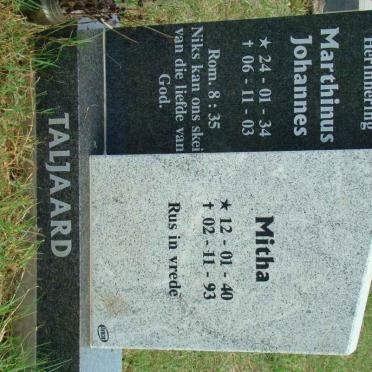 Herinnering
Marthinus
Johannes
★ 24 - 01 - 34
✝ 06 - 11 - 03
Rom. 8 : 35
Niks kan ons skei
van die liefde van
God.
Mitha
★ 12 - 01 - 40
✝ 02 - 11 - 93
Rus in vrede
TALJAARD